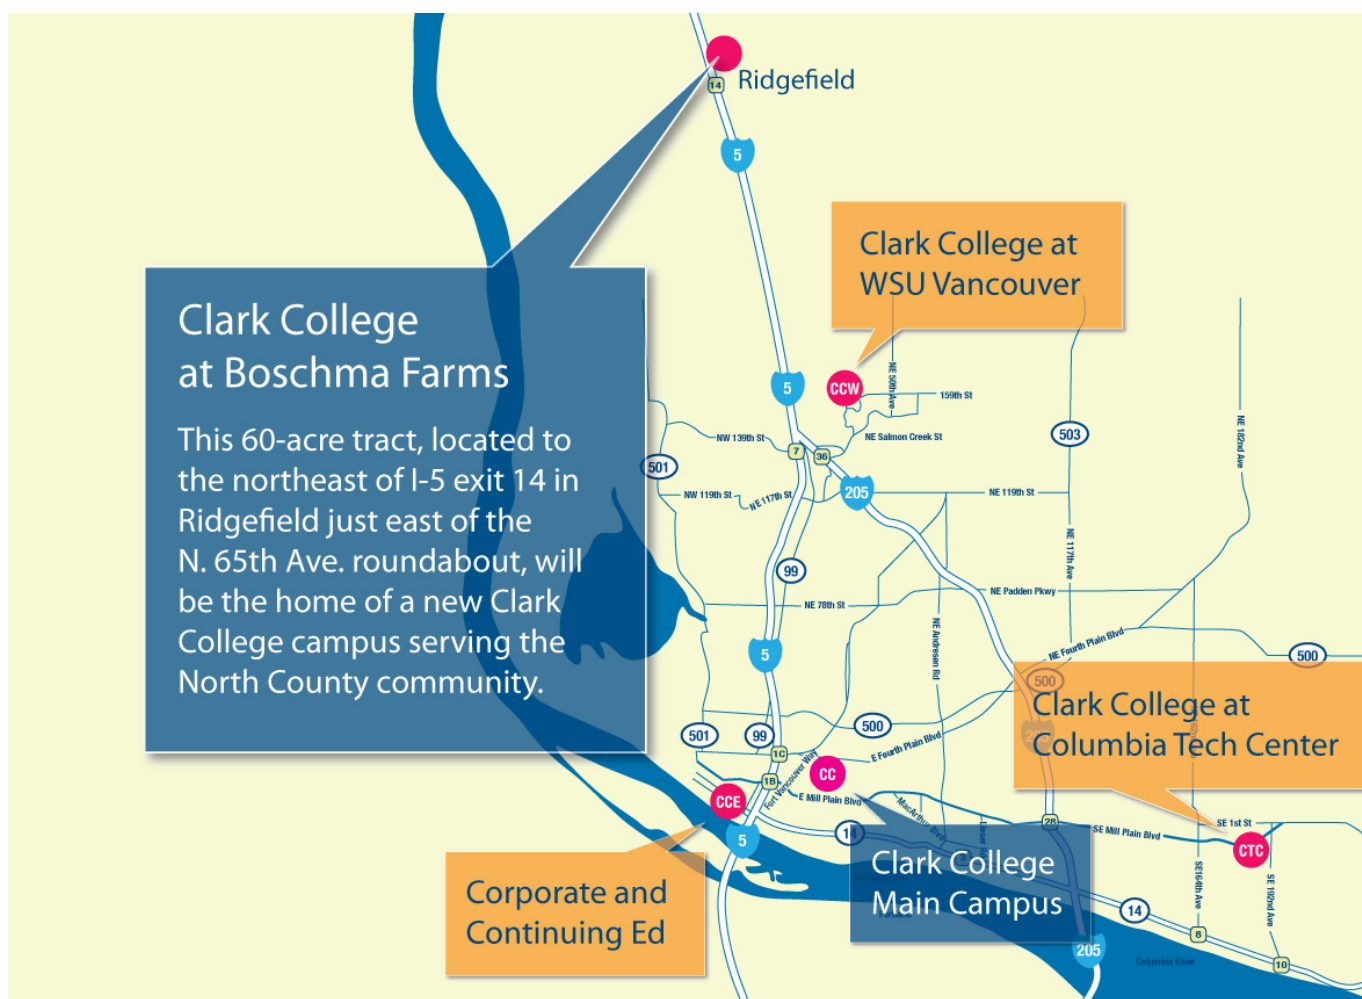 14
Ridgefield
5
Clark College at
WSU Vancouver
Clark College
at Boschma Farms
This 60-acre tract, located to
the northeast of I-5 exit 14 in
Ridgefield just east of the
N. 65th Ave. roundabout, will
be the home of a new Clark
College campus serving the
North County community.
5
CCW
NE 50th Ave
159th St
NW 139th St
7
36
NE Salmon Creek St
503
NE 182nd Ave
501
NW 119th St
NE 117th St
205
NE 119th St
99
NE 117th Ave
NE 78th St
NE Padden Pkwy
NE Andresen Rd
NE Fourth Plain Blvd
5
500
500
501
99
500
E Fourth Plain Blvd
Clark College at
Columbia Tech Center
1C
1B
Fort Vancouver Way
CC
CCE
E Mill Plain Blvd
MacArthur Blvd
28
SE Mill Plain Blvd
SE 1st St
CTC
5
14
Clark College
Main Campus
SE164th Ave
SE 192nd Ave
Corporate and
Continuing Ed
14
8
205
Columbia River
10